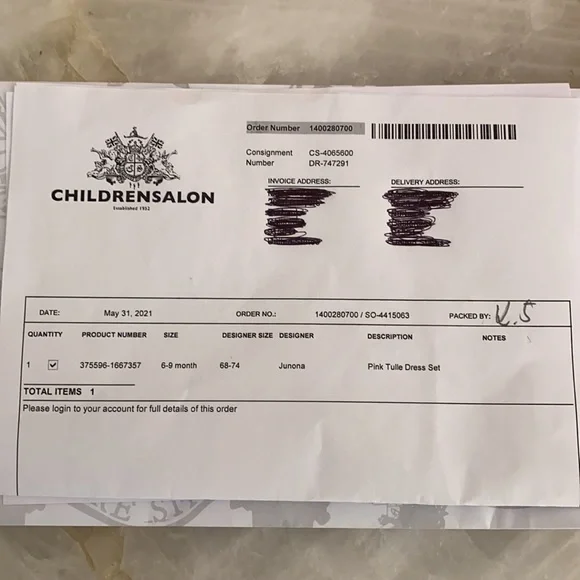 CHILDRENSALON
Established 1952
Order Number 1400280700
Consignment CS-4065600
Number DR-747291
INVOICE ADDRESS:
DELIVERY ADDRESS:
DATE: May 31, 2021 ORDER NO.: 1400280700 / SO-4415063 PACKED BY: V.S
QUANTITY PRODUCT NUMBER SIZE DESIGNER SIZE DESIGNER DESCRIPTION NOTES
1 375596-1667357 6-9 month 68-74 Junona Pink Tulle Dress Set
TOTAL ITEMS 1
Please login to your account for full details of this order